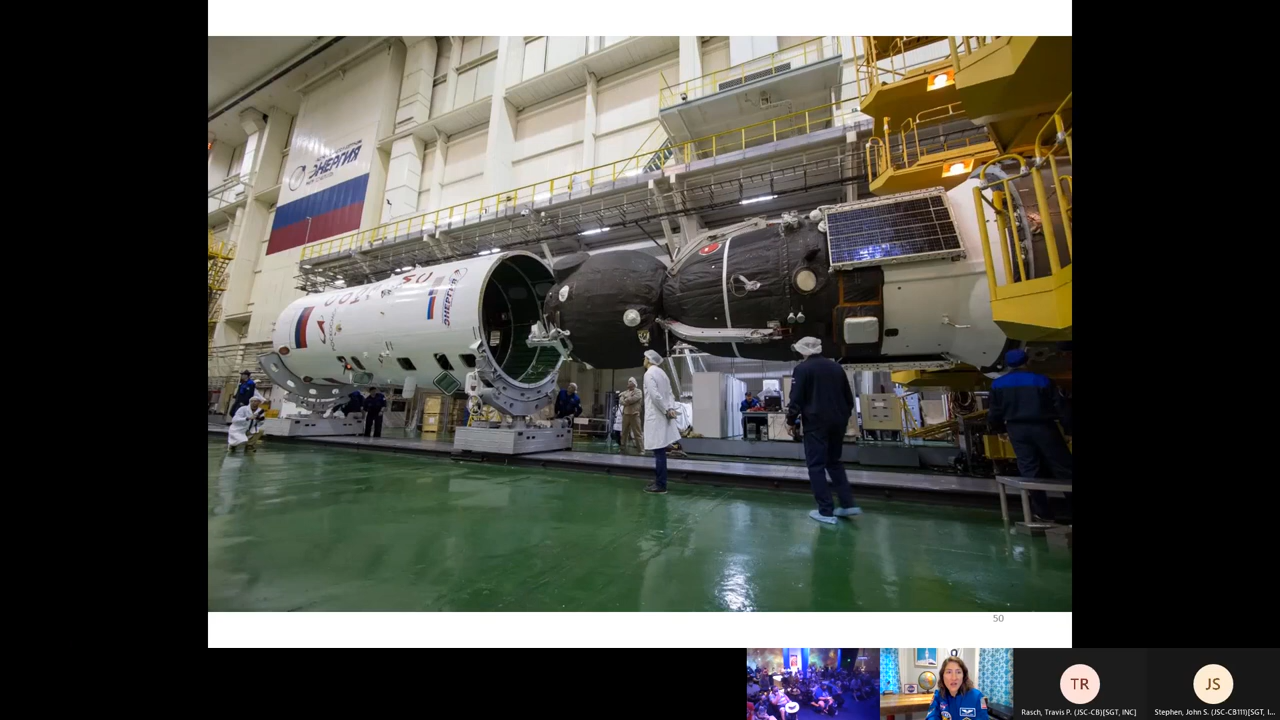 ЭНЕРГИЯ
ЭНЕРГИЯ
50
TR
JS
Rasch, Travis P. (JSC-CB)[SGT, INC]
Stephen, John S. (JSC-CB111)[SGT, I...